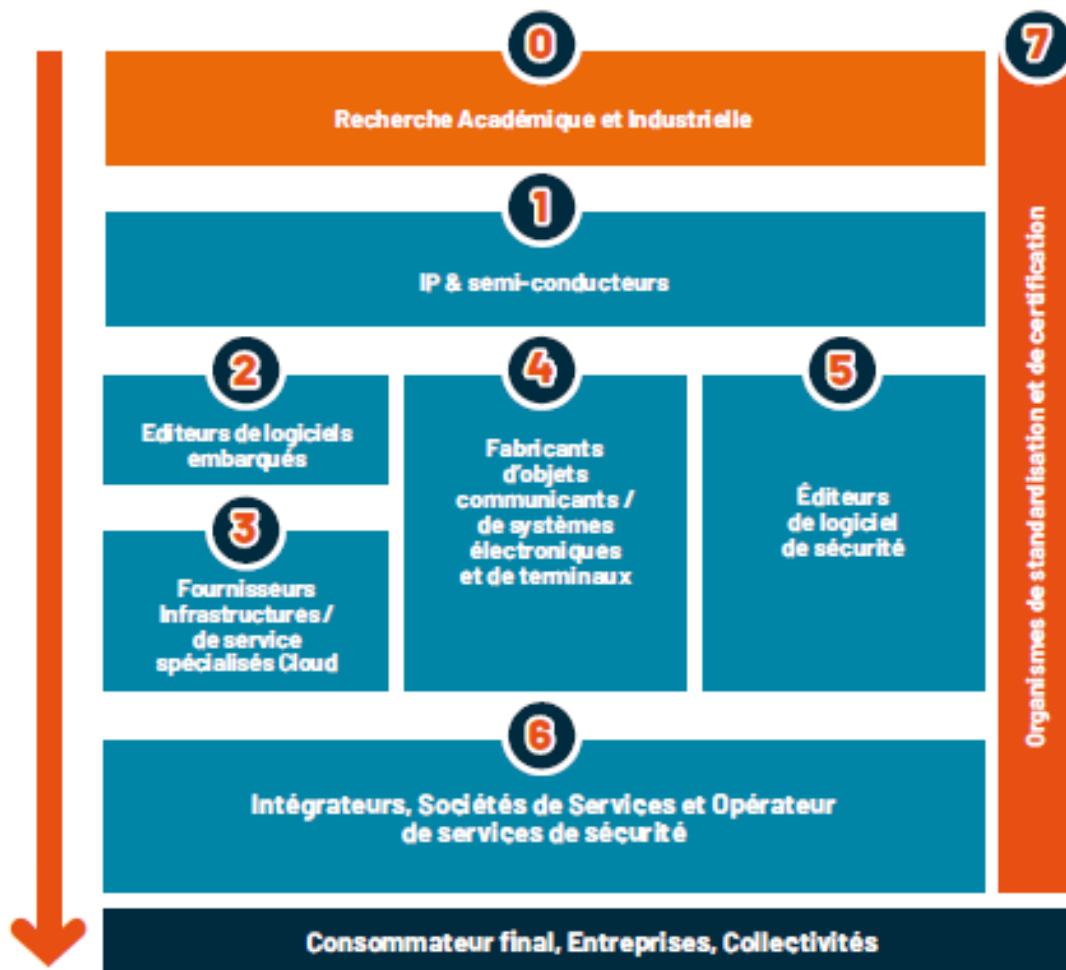 0
7
Recherche Académique et Industrielle
1
IP & semi-conducteurs
2
Editeurs de logiciels
embarqués
3
Fournisseurs
Infrastructures /
de service
spécialisés Cloud
4
Fabricants
d'objets
communicants /
de systèmes
électroniques
et de terminaux
5
Éditeurs
de logiciel
de sécurité
Organismes de standardisation et de certification
6
Intégrateurs, Sociétés de Services et Opérateur
de services de sécurité
Consommateur final, Entreprises, Collectivités